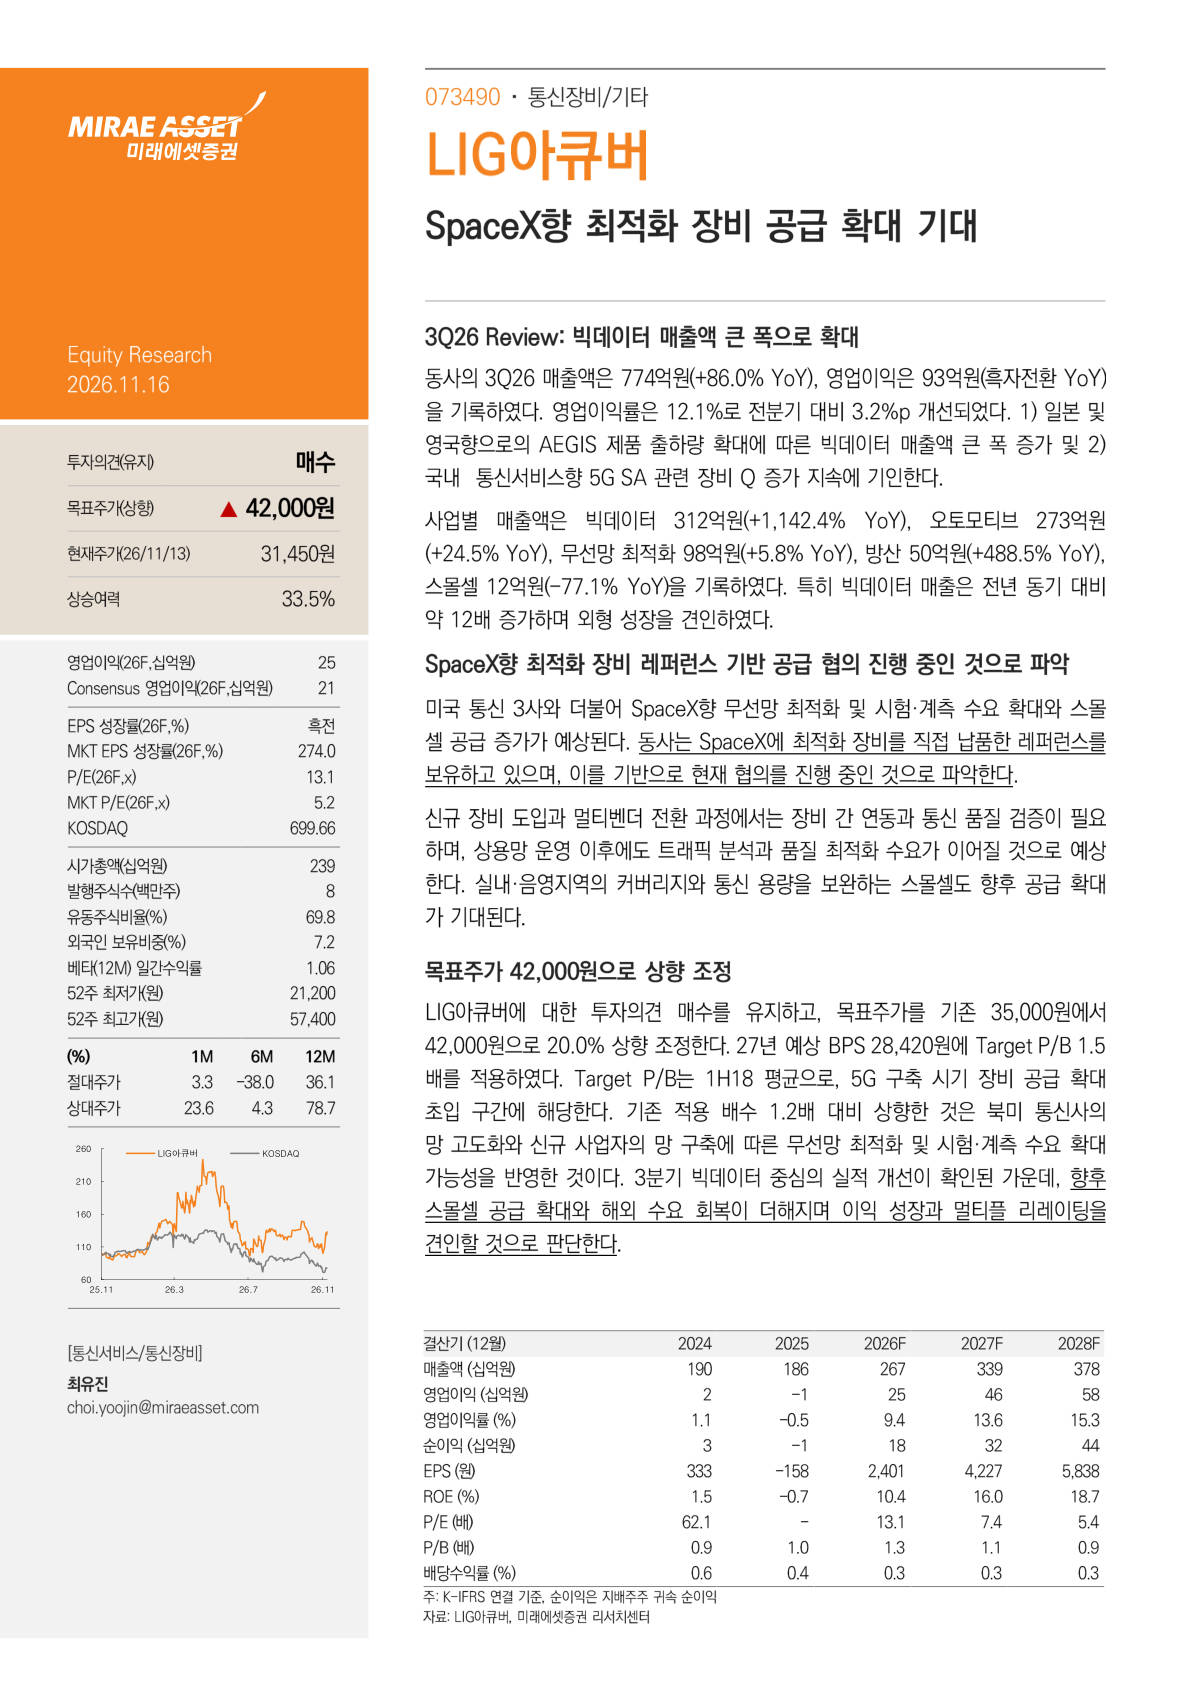 MIRAE ASSET
미래에셋증권
Equity Research
2026.11.16
투자의견(유지) 매수
목표주가(상향) ▲ 42,000원
현재주가(26/11/13) 31,450원
상승여력 33.5%
영업이익(26F,십억원) 25
Consensus 영업이익(26F,십억원) 21
EPS 성장률(26F,%) 흑전
MKT EPS 성장률(26F,%) 274.0
P/E(26F,x) 13.1
MKT P/E(26F,x) 5.2
KOSDAQ 699.66
시가총액(십억원) 239
발행주식수(백만주) 8
유동주식비율(%) 69.8
외국인 보유비중(%) 7.2
베타(12M) 일간수익률 1.06
52주 최저가(원) 21,200
52주 최고가(원) 57,400
(%) 1M 6M 12M
절대주가 3.3 -38.0 36.1
상대주가 23.6 4.3 78.7
LIG아큐버 KOSDAQ
260
210
160
110
60
25.11 26.3 26.7 26.11
[통신서비스/통신장비]
최유진
choi.yoojin@miraeasset.com
073490 · 통신장비/기타
LIG아큐버
SpaceX향 최적화 장비 공급 확대 기대
3Q26 Review: 빅데이터 매출액 큰 폭으로 확대
동사의 3Q26 매출액은 774억원(+86.0% YoY), 영업이익은 93억원(흑자전환 YoY)
을 기록하였다. 영업이익률은 12.1%로 전분기 대비 3.2%p 개선되었다. 1) 일본 및
영국향으로의 AEGIS 제품 출하량 확대에 따른 빅데이터 매출액 큰 폭 증가 및 2)
국내 통신서비스향 5G SA 관련 장비 Q 증가 지속에 기인한다.
사업별 매출액은 빅데이터 312억원(+1,142.4% YoY), 오토모티브 273억원
(+24.5% YoY), 무선망 최적화 98억원(+5.8% YoY), 방산 50억원(+488.5% YoY),
스몰셀 12억원(-77.1% YoY)을 기록하였다. 특히 빅데이터 매출은 전년 동기 대비
약 12배 증가하며 외형 성장을 견인하였다.
SpaceX향 최적화 장비 레퍼런스 기반 공급 협의 진행 중인 것으로 파악
미국 통신 3사와 더불어 SpaceX향 무선망 최적화 및 시험·계측 수요 확대와 스몰
셀 공급 증가가 예상된다. 동사는 SpaceX에 최적화 장비를 직접 납품한 레퍼런스를
보유하고 있으며, 이를 기반으로 현재 협의를 진행 중인 것으로 파악한다.
신규 장비 도입과 멀티벤더 전환 과정에서는 장비 간 연동과 통신 품질 검증이 필요
하며, 상용망 운영 이후에도 트래픽 분석과 품질 최적화 수요가 이어질 것으로 예상
한다. 실내·음영지역의 커버리지와 통신 용량을 보완하는 스몰셀도 향후 공급 확대
가 기대된다.
목표주가 42,000원으로 상향 조정
LIG아큐버에 대한 투자의견 매수를 유지하고, 목표주가를 기존 35,000원에서
42,000원으로 20.0% 상향 조정한다. 27년 예상 BPS 28,420원에 Target P/B 1.5
배를 적용하였다. Target P/B는 1H18 평균으로, 5G 구축 시기 장비 공급 확대
초입 구간에 해당한다. 기존 적용 배수 1.2배 대비 상향한 것은 북미 통신사의
망 고도화와 신규 사업자의 망 구축에 따른 무선망 최적화 및 시험·계측 수요 확대
가능성을 반영한 것이다. 3분기 빅데이터 중심의 실적 개선이 확인된 가운데, 향후
스몰셀 공급 확대와 해외 수요 회복이 더해지며 이익 성장과 멀티플 리레이팅을
견인할 것으로 판단한다.
결산기 (12월) 2024 2025 2026F 2027F 2028F
매출액 (십억원) 190 186 267 339 378
영업이익 (십억원) 2 -1 25 46 58
영업이익률 (%) 1.1 -0.5 9.4 13.6 15.3
순이익 (십억원) 3 -1 18 32 44
EPS (원) 333 -158 2,401 4,227 5,838
ROE (%) 1.5 -0.7 10.4 16.0 18.7
P/E (배) 62.1 - 13.1 7.4 5.4
P/B (배) 0.9 1.0 1.3 1.1 0.9
배당수익률 (%) 0.6 0.4 0.3 0.3 0.3
주: K-IFRS 연결 기준, 순이익은 지배주주 귀속 순이익
자료: LIG아큐버, 미래에셋증권 리서치센터